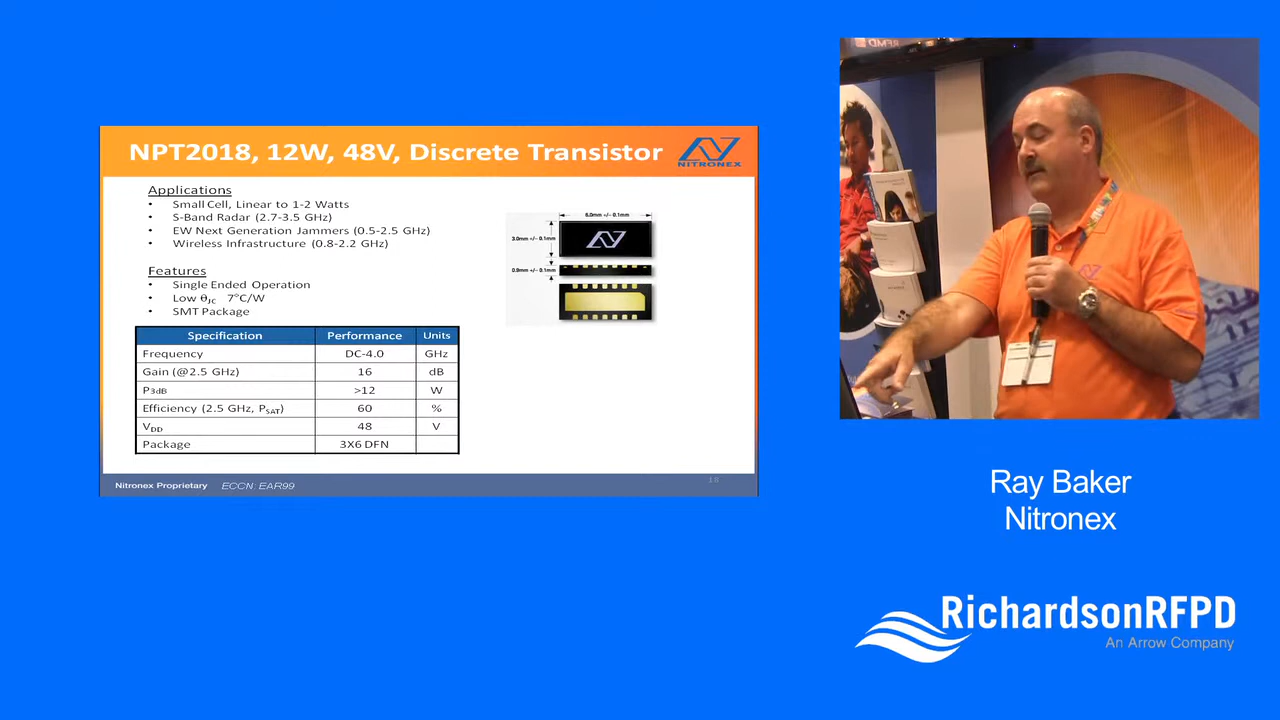 NPT2018, 12W, 48V, Discrete Transistor
NITRONEX
Applications
• Small Cell, Linear to 1-2 Watts
• S-Band Radar (2.7-3.5 GHz)
• EW Next Generation Jammers (0.5-2.5 GHz)
• Wireless Infrastructure (0.8-2.2 GHz)
Features
• Single Ended Operation
• Low θJC 7°C/W
• SMT Package
6.0mm +/- 0.1mm
3.0mm +/- 0.1mm
0.9mm +/- 0.1mm
Specification Performance Units
Frequency DC-4.0 GHz
Gain (@2.5 GHz) 16 dB
P3dB >12 W
Efficiency (2.5 GHz, PSAT) 60 %
VDD 48 V
Package 3X6 DFN
Nitronex Proprietary ECCN: EAR99
18
RFMD
Ray Baker
Nitronex
RichardsonRFPD
An Arrow Company